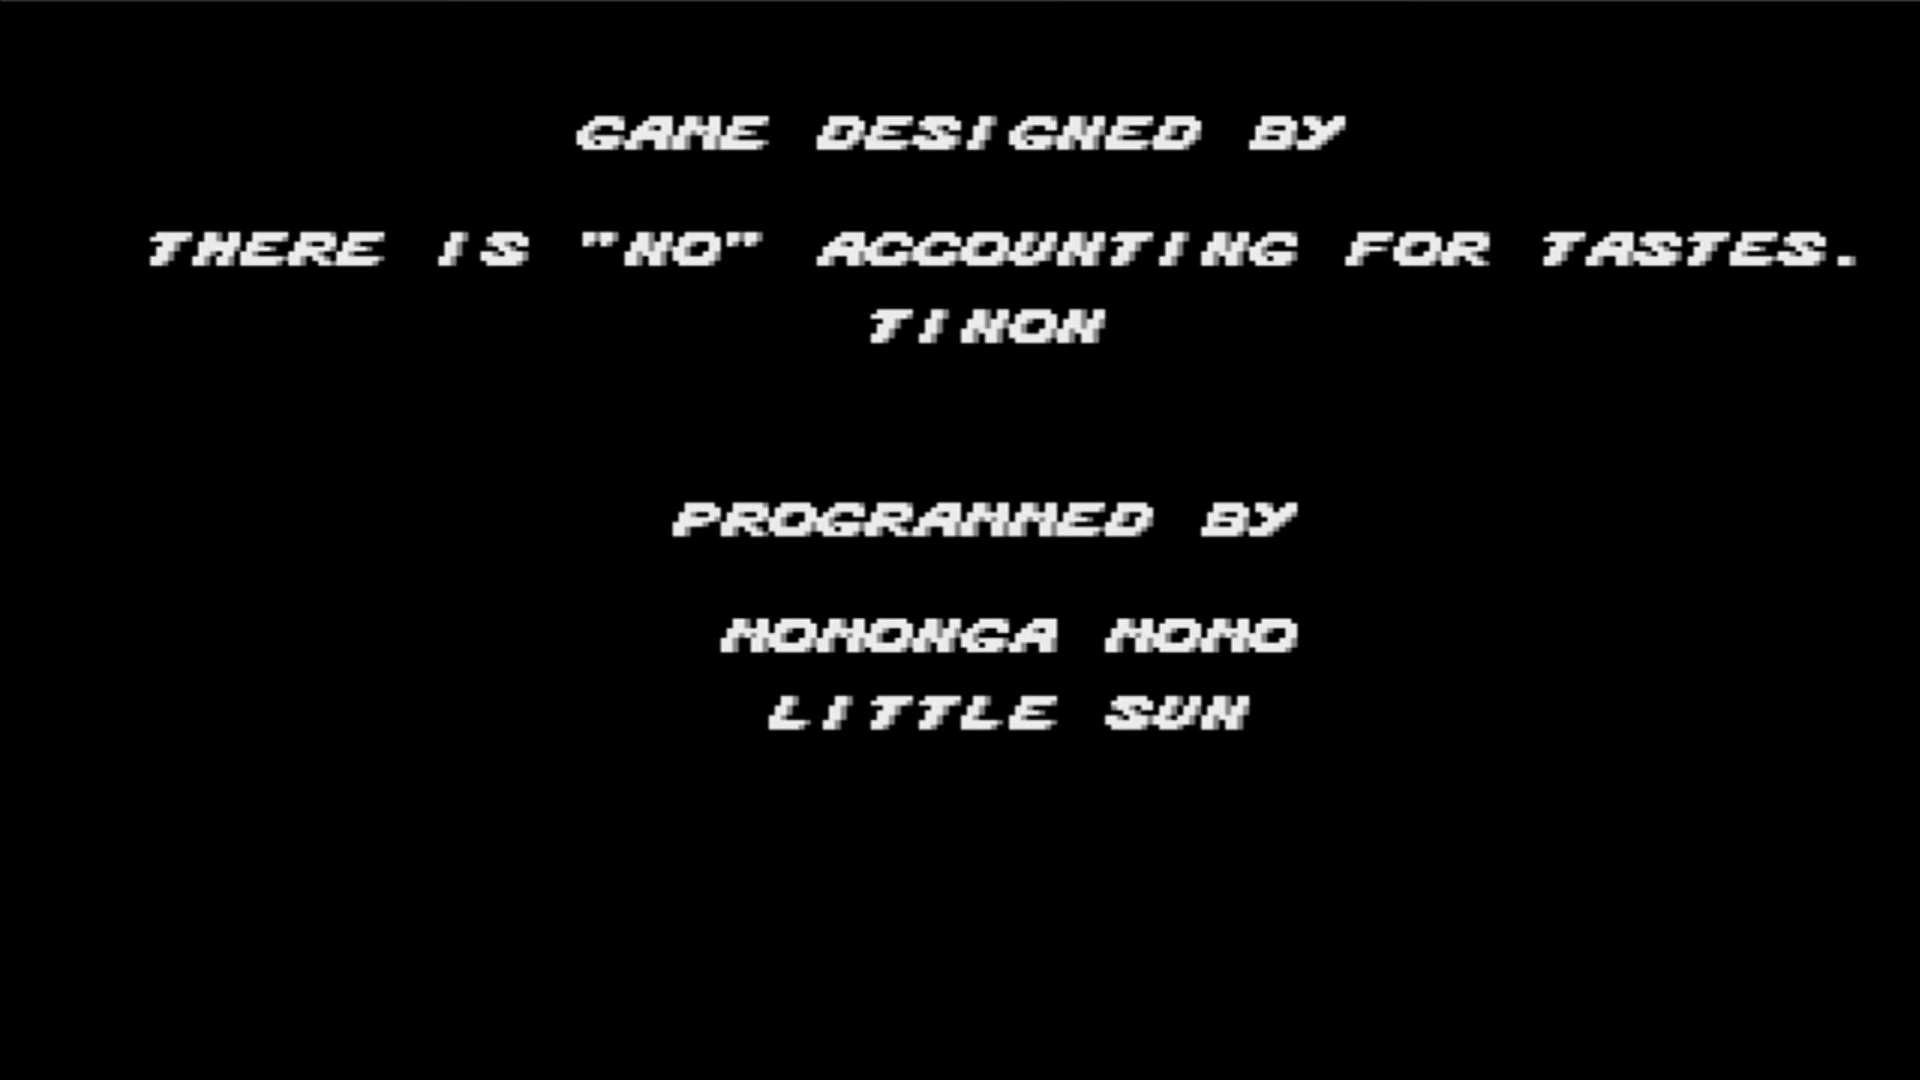 GAME DESIGNED BY
THERE IS "NO" ACCOUNTING FOR TASTES.
TINON
PROGRAMMED BY
MOMONGA MOMO
LITTLE SUN